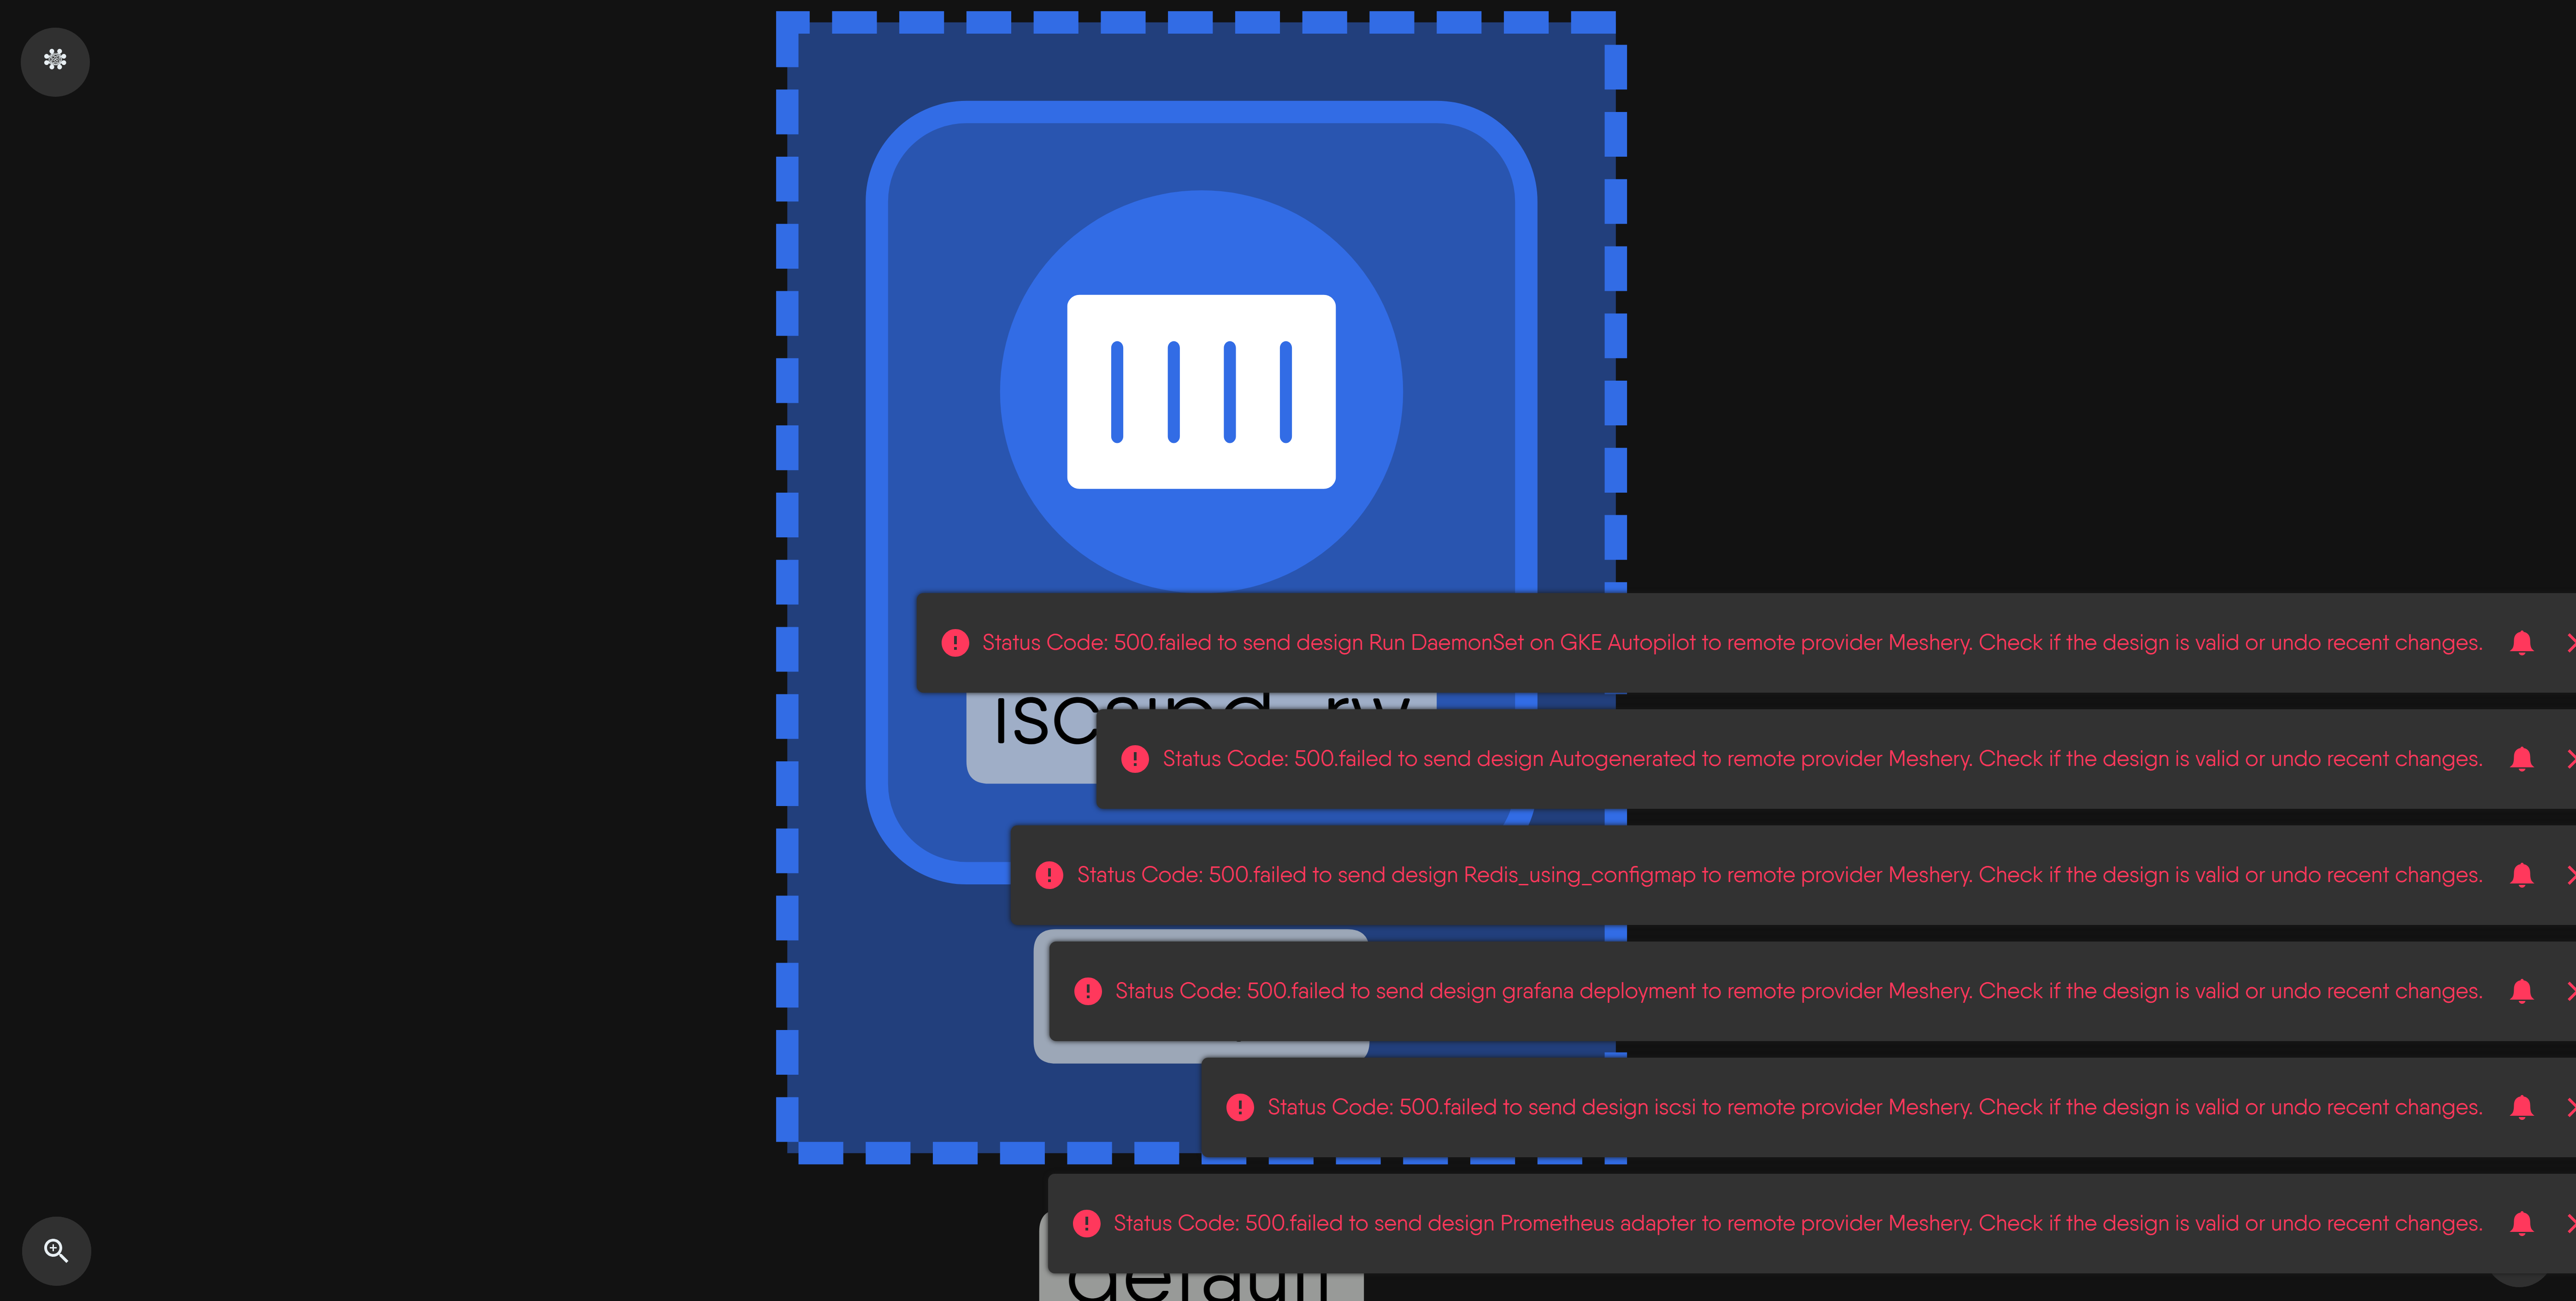 Status Code: 500.failed to send design Run DaemonSet on GKE Autopilot to remote provider Meshery. Check if the design is valid or undo recent changes.
Status Code: 500.failed to send design Autogenerated to remote provider Meshery. Check if the design is valid or undo recent changes.
Status Code: 500.failed to send design Redis_using_configmap to remote provider Meshery. Check if the design is valid or undo recent changes.
Status Code: 500.failed to send design grafana deployment to remote provider Meshery. Check if the design is valid or undo recent changes.
Status Code: 500.failed to send design iscsi to remote provider Meshery. Check if the design is valid or undo recent changes.
Status Code: 500.failed to send design Prometheus adapter to remote provider Meshery. Check if the design is valid or undo recent changes.
default